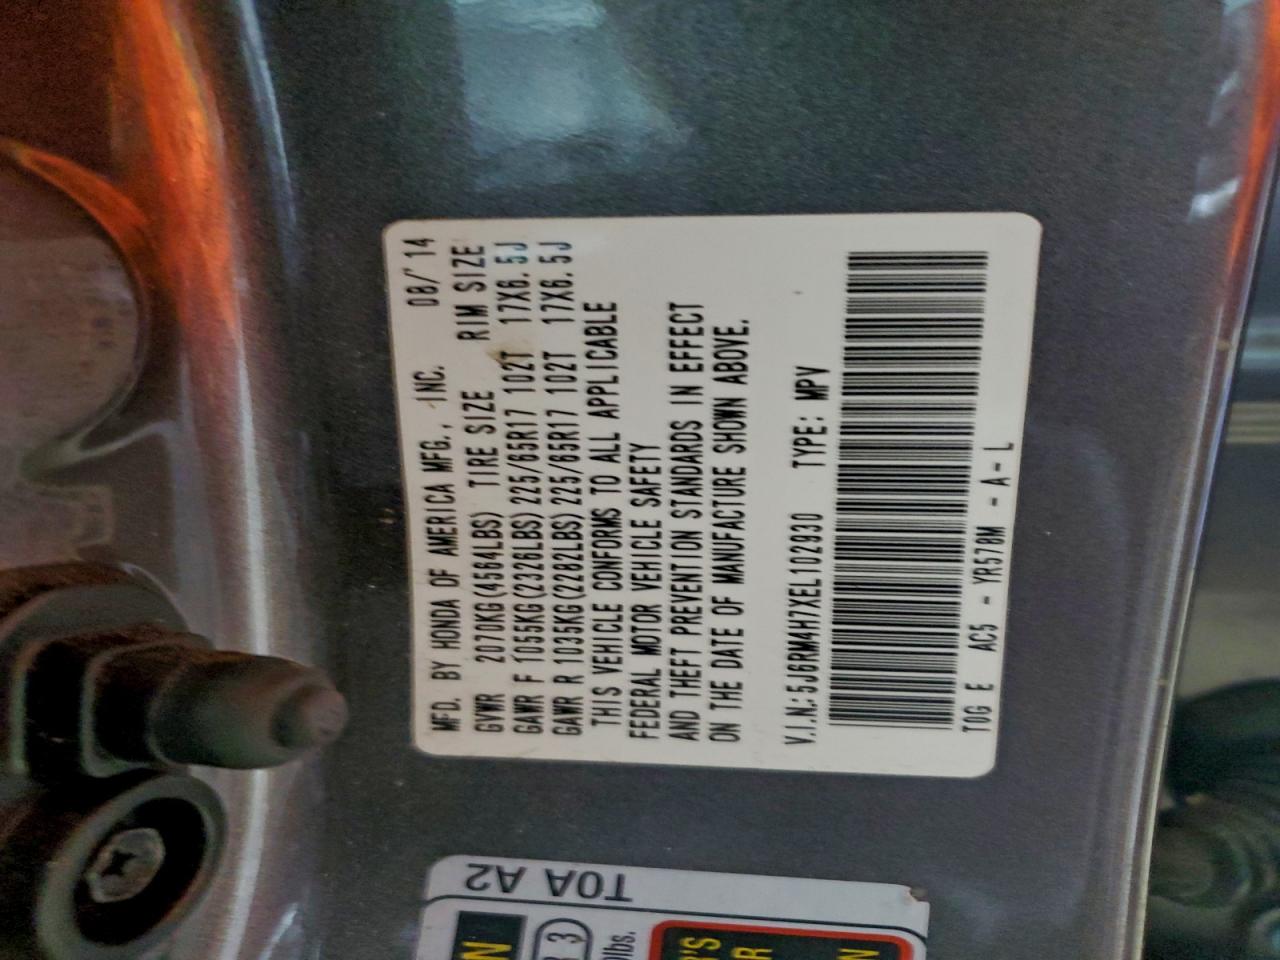 MFD. BY HONDA OF AMERICA MFG., INC. 08/'14
GVWR 2070KG(4564LBS) TIRE SIZE RIM SIZE
GAWR F 1055KG(2326LBS) 225/65R17 102T 17X6.5J
GAWR R 1035KG(2282LBS) 225/65R17 102T 17X6.5J
THIS VEHICLE CONFORMS TO ALL APPLICABLE
FEDERAL MOTOR VEHICLE SAFETY
AND THEFT PREVENTION STANDARDS IN EFFECT
ON THE DATE OF MANUFACTURE SHOWN ABOVE.
V.I.N.: 5J6RM4H7XEL102930 TYPE: MPV
T0G E AC5 - YR578M - A- L
T0A A2
3
lbs.